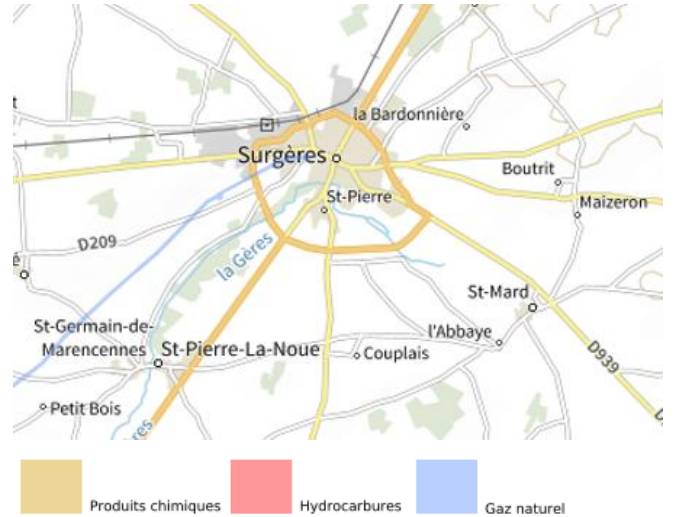 la Bardonnière
Surgères
Boutrit
St-Pierre
Maizeron
D209
la Gères
é
St-Mard
St-Germain-de-
Marencennes
St-Pierre-La-Noue
l'Abbaye
Couplais
D939
Petit Bois
ères
D
Produits chimiques
Hydrocarbures
Gaz naturel